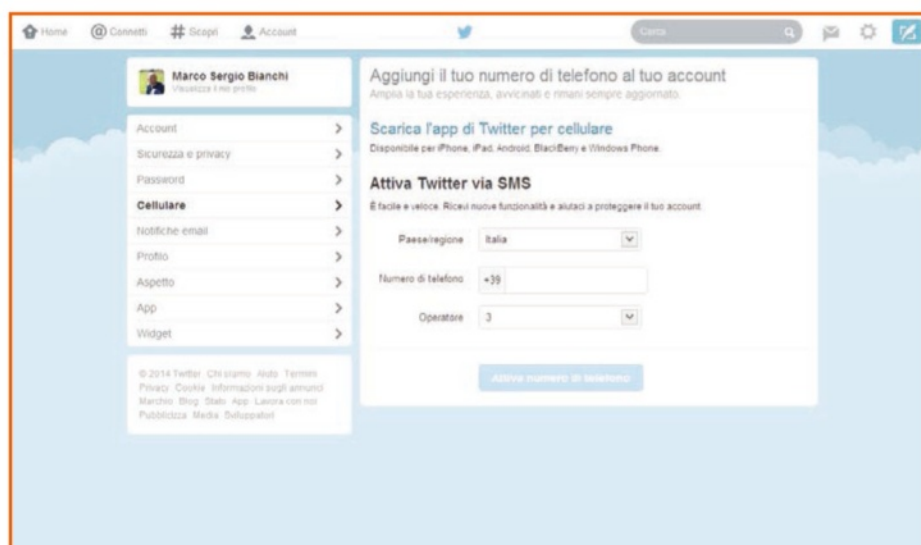 Home Connetti Scopri Account Cerca
Marco Sergio Bianchi
Visualizza il mio profilo
Account
Sicurezza e privacy
Password
Cellulare
Notifiche email
Profilo
Aspetto
App
Widget
© 2014 Twitter Chi siamo Aiuto Termini
Privacy Cookie Informazioni sugli annunci
Marchio Blog Stato App Lavora con noi
Pubblicizza Media Sviluppatori
Aggiungi il tuo numero di telefono al tuo account
Amplia la tua esperienza, avvicinati e rimani sempre aggiornato.
Scarica l'app di Twitter per cellulare
Disponibile per iPhone, iPad, Android, BlackBerry e Windows Phone.
Attiva Twitter via SMS
È facile e veloce. Ricevi nuove funzionalità e aiutaci a proteggere il tuo account.
Paese/regione Italia
Numero di telefono +39
Operatore 3
Attiva numero di telefono